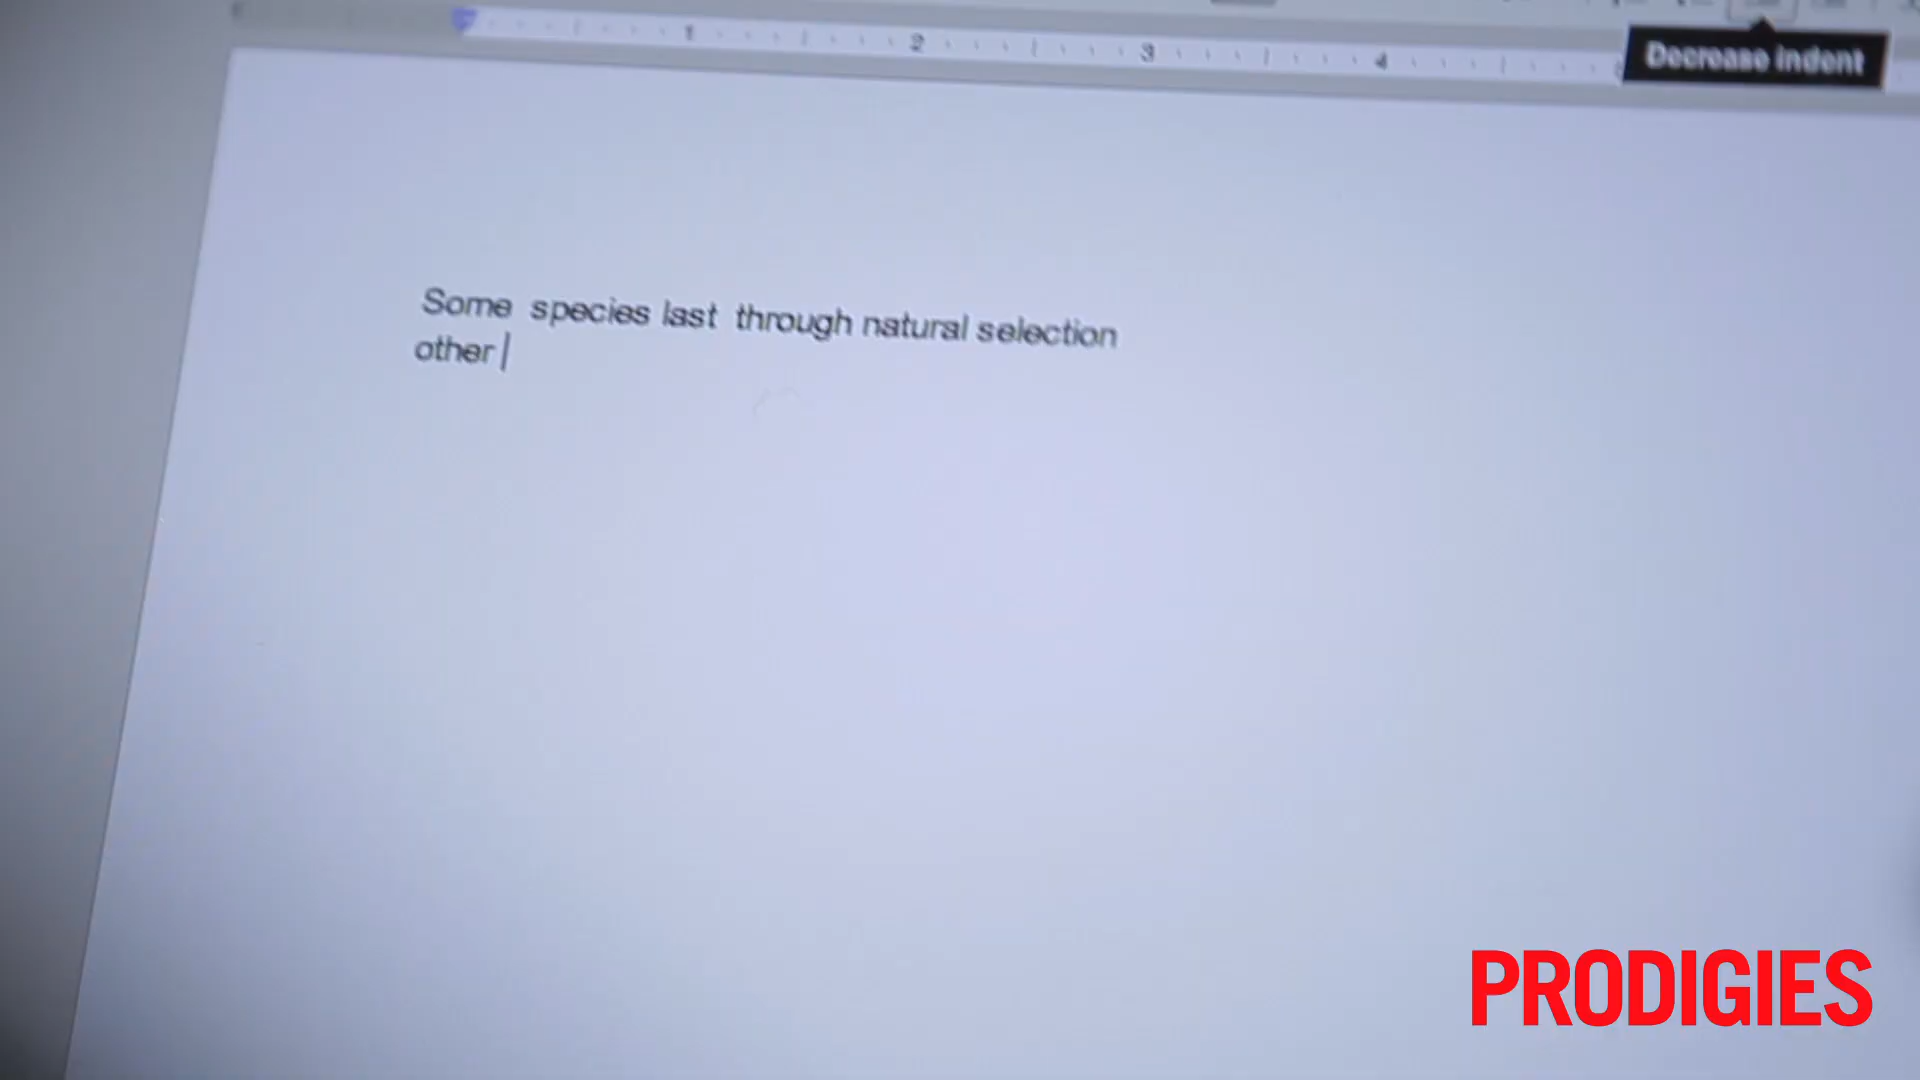 1 2 3 4
Decrease indent
Some species last through natural selection
other
PRODIGIES